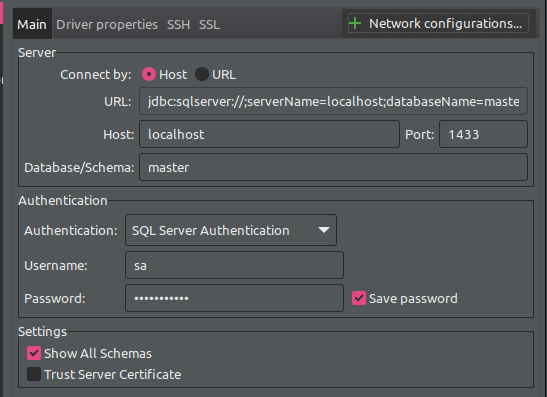 Main Driver properties SSH SSL Network configurations...
Server
Connect by: Host URL
URL: jdbc:sqlserver://;serverName=localhost;databaseName=maste
Host: localhost Port: 1433
Database/Schema: master
Authentication
Authentication: SQL Server Authentication
Username: sa
Password: ••••••••••• Save password
Settings
Show All Schemas
Trust Server Certificate